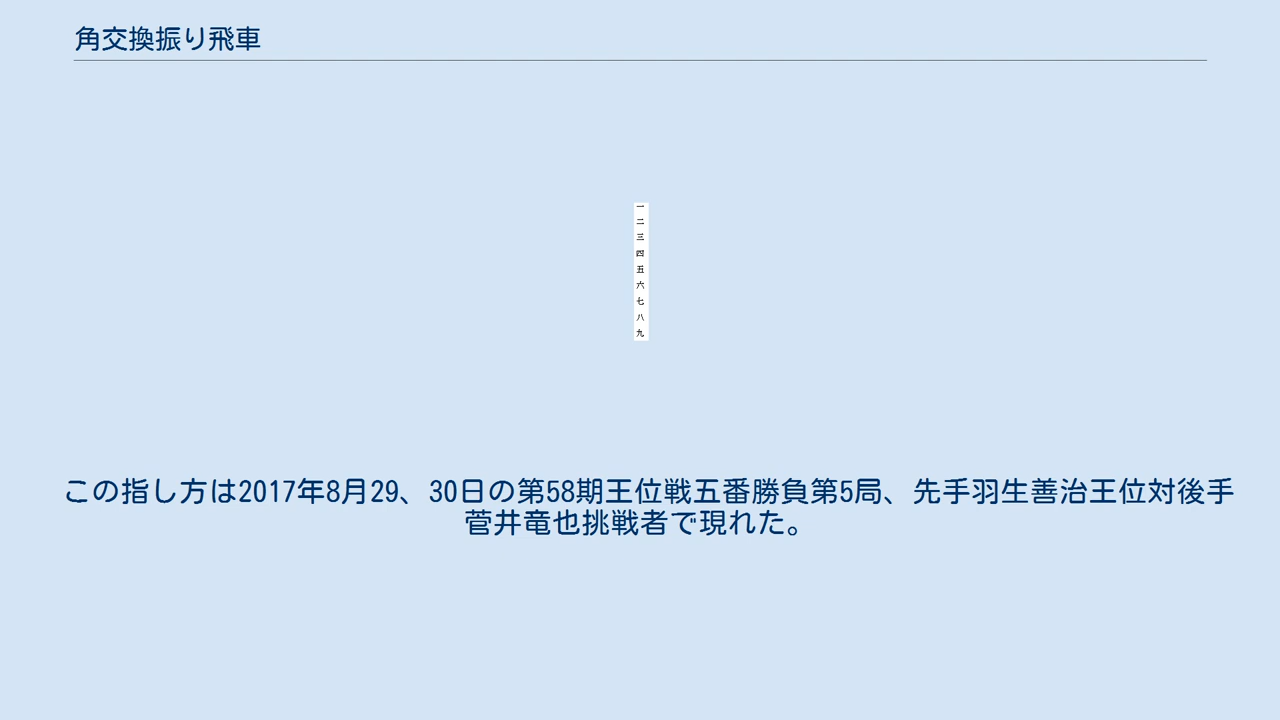 角交換振り飛車
一
二
三
四
五
六
七
八
九
この指し方は2017年8月29、30日の第58期王位戦五番勝負第5局、先手羽生善治王位対後手
菅井竜也挑戦者で現れた。